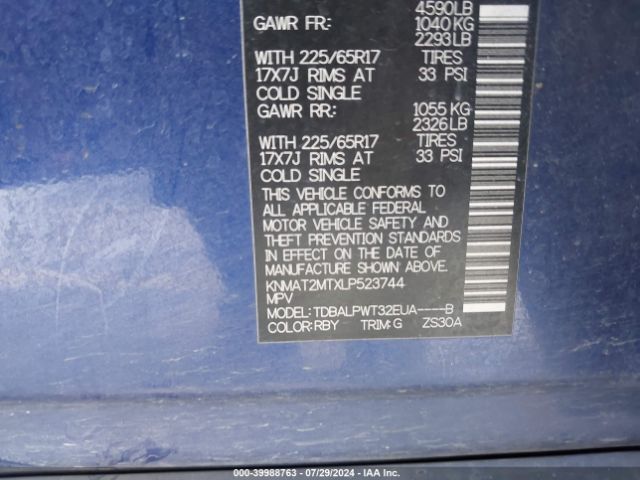 4590LB
GAWR FR: 1040KG
2293LB
WITH 225/65R17 TIRES
17X7J RIMS AT 33 PSI
COLD SINGLE
GAWR RR: 1055KG
2326LB
WITH 225/65R17 TIRES
17X7J RIMS AT 33 PSI
COLD SINGLE
THIS VEHICLE CONFORMS TO
ALL APPLICABLE FEDERAL
MOTOR VEHICLE SAFETY AND
THEFT PREVENTION STANDARDS
IN EFFECT ON THE DATE OF
MANUFACTURE SHOWN ABOVE.
KNMAT2MTXLP523744
MPV
MODEL: TDBALPWT32EUA----B
COLOR: RBY TRIM: G ZS30A
000-39988763 - 07/29/2024 - IAA Inc.